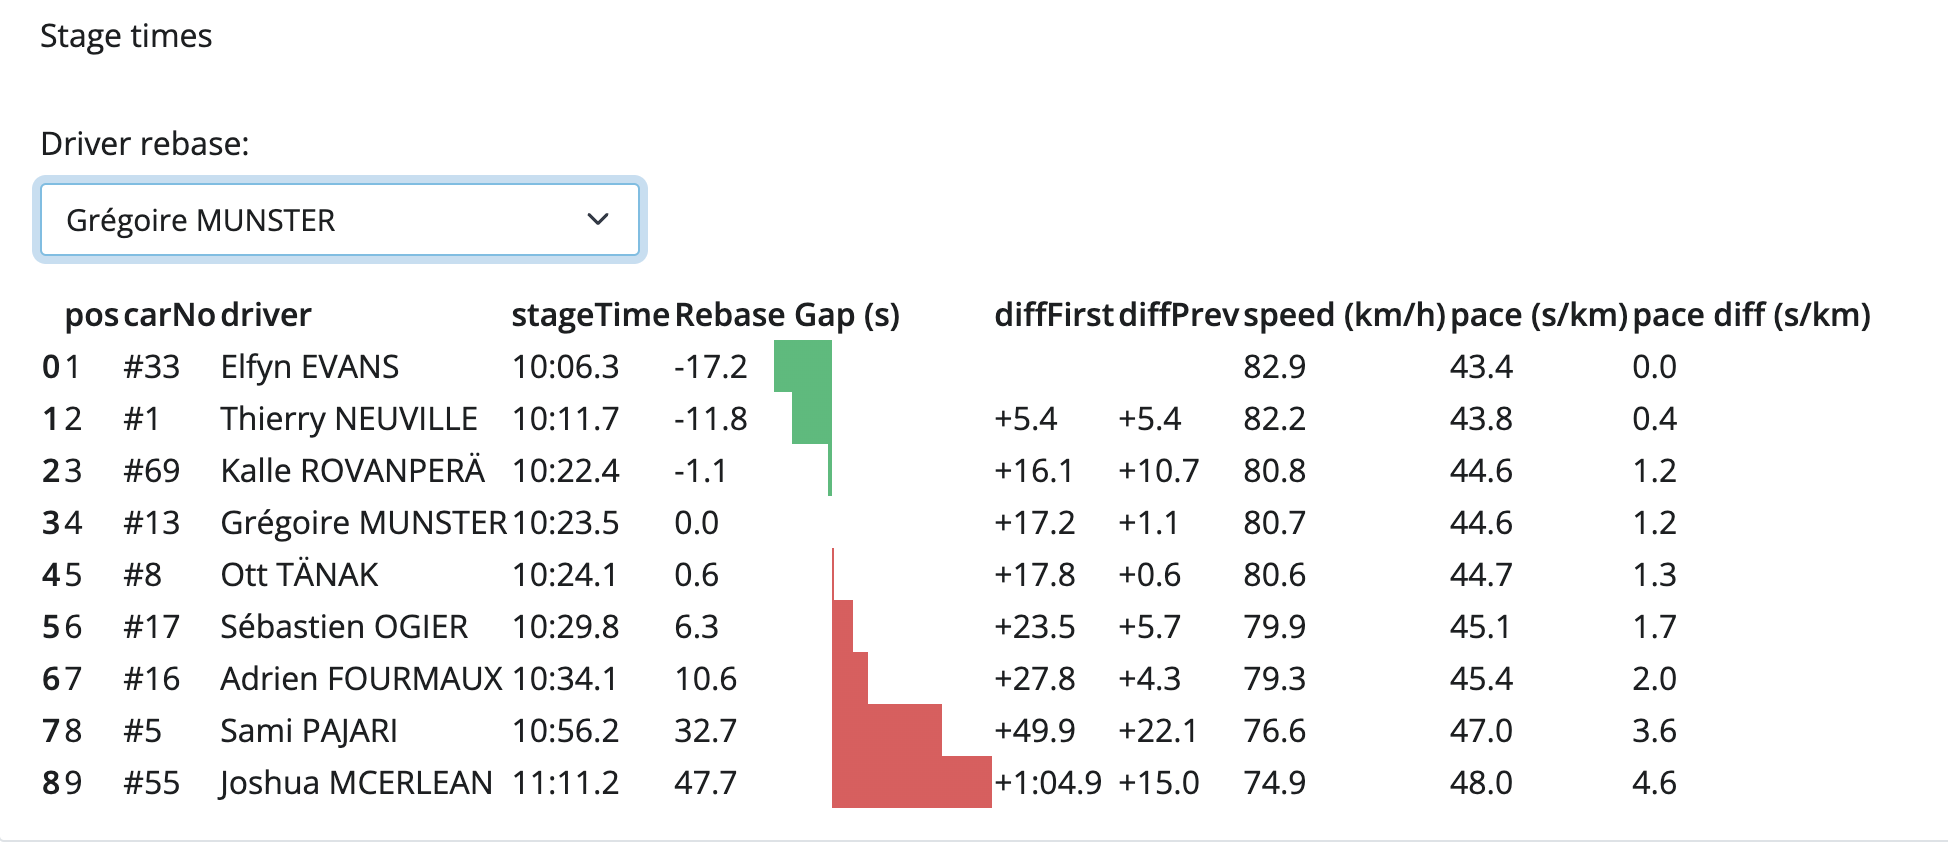 Stage times
Driver rebase:
Grégoire MUNSTER
pos carNo driver stageTime Rebase Gap (s) diffFirst diffPrev speed (km/h) pace (s/km) pace diff (s/km)
0 1 #33 Elfyn EVANS 10:06.3 -17.2 82.9 43.4 0.0
1 2 #1 Thierry NEUVILLE 10:11.7 -11.8 +5.4 +5.4 82.2 43.8 0.4
2 3 #69 Kalle ROVANPERÄ 10:22.4 -1.1 +16.1 +10.7 80.8 44.6 1.2
3 4 #13 Grégoire MUNSTER 10:23.5 0.0 +17.2 +1.1 80.7 44.6 1.2
4 5 #8 Ott TÄNAK 10:24.1 0.6 +17.8 +0.6 80.6 44.7 1.3
5 6 #17 Sébastien OGIER 10:29.8 6.3 +23.5 +5.7 79.9 45.1 1.7
6 7 #16 Adrien FOURMAUX 10:34.1 10.6 +27.8 +4.3 79.3 45.4 2.0
7 8 #5 Sami PAJARI 10:56.2 32.7 +49.9 +22.1 76.6 47.0 3.6
8 9 #55 Joshua MCERLEAN 11:11.2 47.7 +1:04.9 +15.0 74.9 48.0 4.6